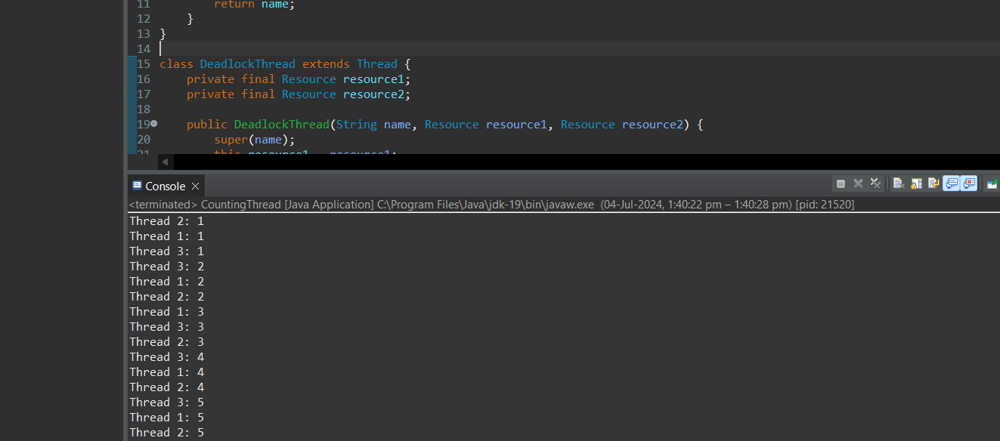 11 return name;
12 }
13 }
14
15 class DeadlockThread extends Thread {
16 private final Resource resource1;
17 private final Resource resource2;
18
19 public DeadlockThread(String name, Resource resource1, Resource resource2) {
20 super(name);
21 this.resource1 = resource1;
Console
<terminated> CountingThread [Java Application] C:\Program Files\Java\jdk-19\bin\javaw.exe (04-Jul-2024, 1:40:22 pm – 1:40:28 pm) [pid: 21520]
Thread 2: 1
Thread 1: 1
Thread 3: 1
Thread 3: 2
Thread 1: 2
Thread 2: 2
Thread 1: 3
Thread 3: 3
Thread 2: 3
Thread 3: 4
Thread 1: 4
Thread 2: 4
Thread 3: 5
Thread 1: 5
Thread 2: 5